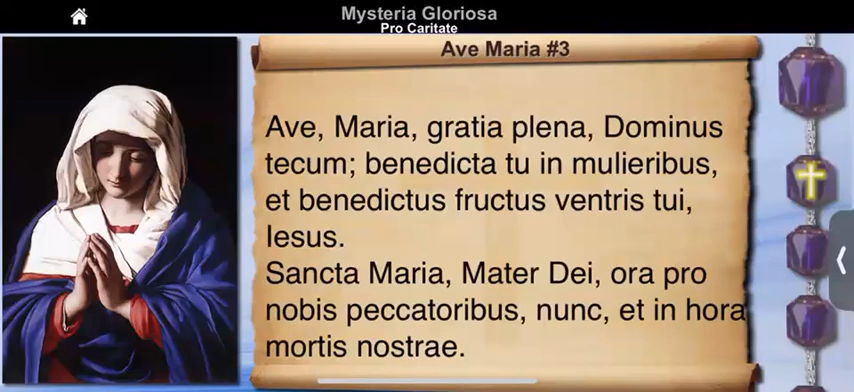 Mysteria Gloriosa
Pro Caritate
Ave Maria #3
Ave, Maria, gratia plena, Dominus
tecum; benedicta tu in mulieribus,
et benedictus fructus ventris tui,
Iesus.
Sancta Maria, Mater Dei, ora pro
nobis peccatoribus, nunc, et in hora
mortis nostrae.